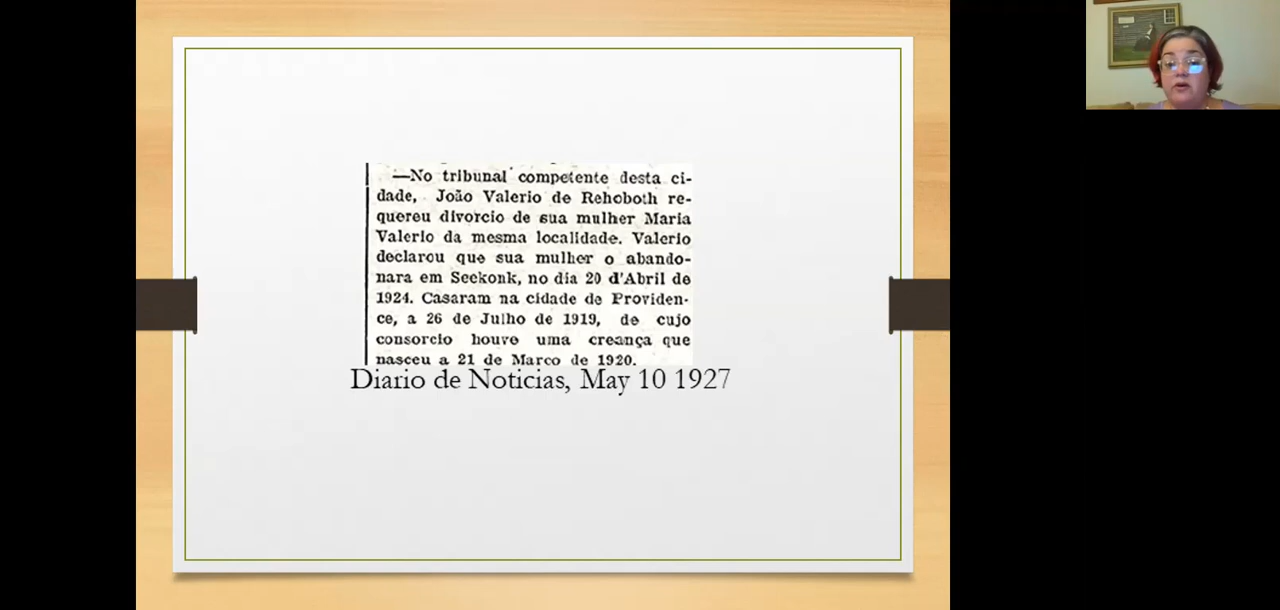 —No tribunal competente desta ci-
dade, João Valerio de Rehoboth re-
quereu divorcio de sua mulher Maria
Valerio da mesma localidade. Valerio
declarou que sua mulher o abando-
nara em Seekonk, no dia 20 d'Abril de
1924. Casaram na cidade de Providen-
ce, a 26 de Julho de 1919, de cujo
consorcio houve uma creança que
nasceu a 21 de Março de 1920.
Diario de Noticias, May 10 1927